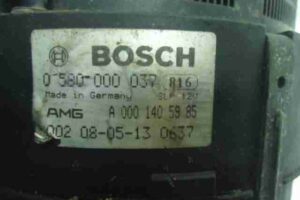 BOSCH
0 580 000 037 (816)
Made in Germany SLP 12V
AMG A 000 140 59 85
002 08-05-13 0637